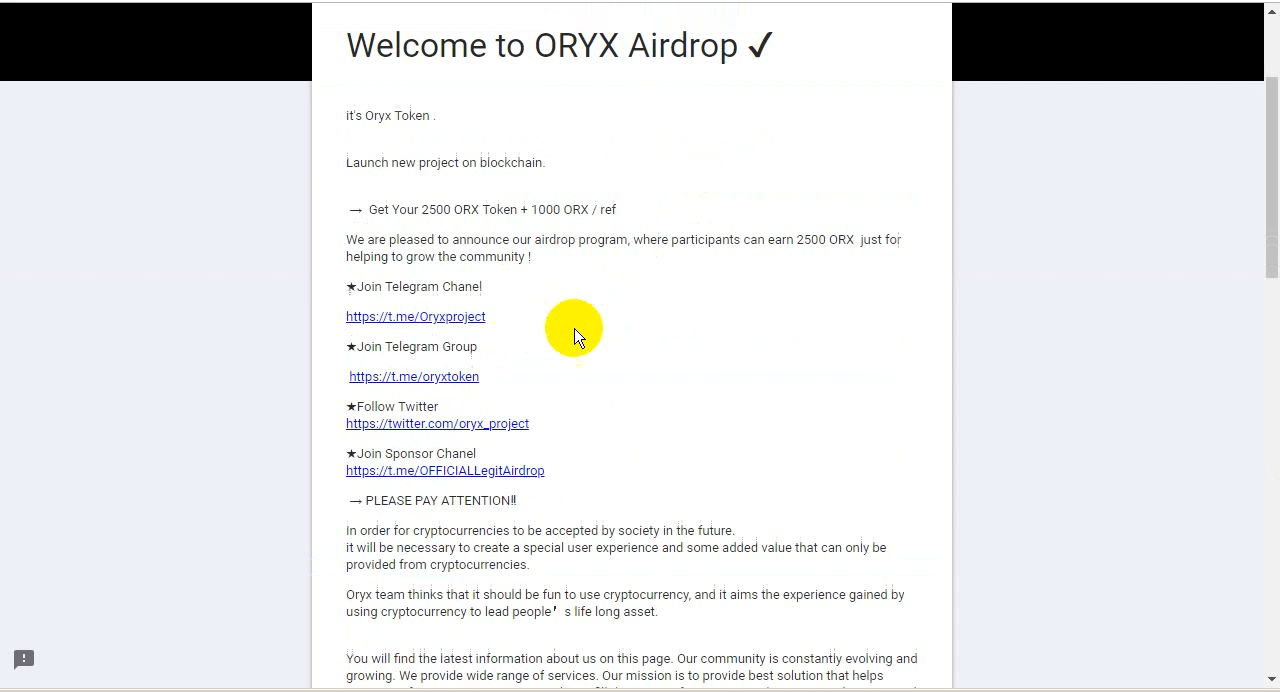 Welcome to ORYX Airdrop ✓
it's Oryx Token .
Launch new project on blockchain.
→ Get Your 2500 ORX Token + 1000 ORX / ref
We are pleased to announce our airdrop program, where participants can earn 2500 ORX just for
helping to grow the community !
★Join Telegram Chanel
https://t.me/Oryxproject
★Join Telegram Group
https://t.me/oryxtoken
★Follow Twitter
https://twitter.com/oryx_project
★Join Sponsor Chanel
https://t.me/OFFICIALLegitAirdrop
→ PLEASE PAY ATTENTION!!
In order for cryptocurrencies to be accepted by society in the future.
it will be necessary to create a special user experience and some added value that can only be
provided from cryptocurrencies.
Oryx team thinks that it should be fun to use cryptocurrency, and it aims the experience gained by
using cryptocurrency to lead people’s life long asset.
You will find the latest information about us on this page. Our community is constantly evolving and
growing. We provide wide range of services. Our mission is to provide best solution that helps